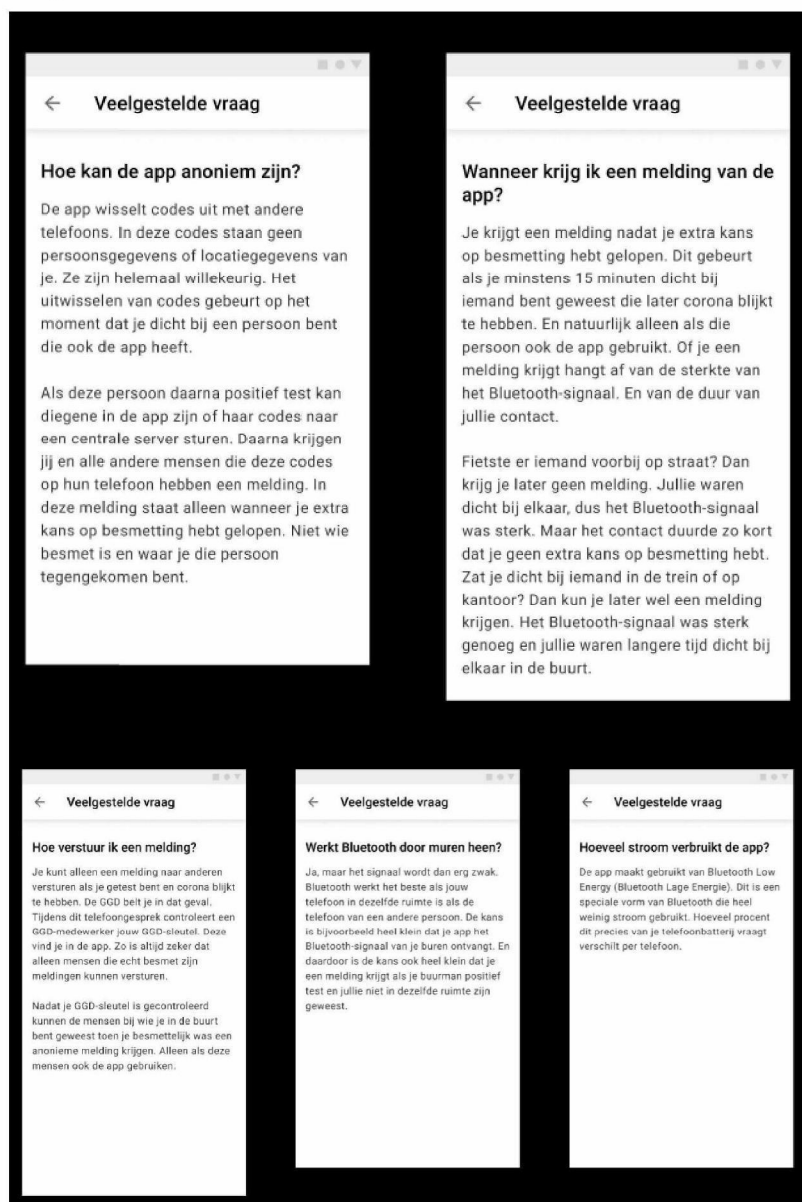 Veelgestelde vraag
Hoe kan de app anoniem zijn?
De app wisselt codes uit met andere
telefoons. In deze codes staan geen
persoonsgegevens of locatiegegevens van
je. Ze zijn helemaal willekeurig. Het
uitwisselen van codes gebeurt op het
moment dat je dicht bij een persoon bent
die ook de app heeft.
Als deze persoon daarna positief test kan
diegene in de app zijn of haar codes naar
een centrale server sturen. Daarna krijgen
jij en alle andere mensen die deze codes
op hun telefoon hebben een melding. In
deze melding staat alleen wanneer je extra
kans op besmetting hebt gelopen. Niet wie
besmet is en waar je die persoon
tegengekomen bent.
Veelgestelde vraag
Wanneer krijg ik een melding van de
app?
Je krijgt een melding nadat je extra kans
op besmetting hebt gelopen. Dit gebeurt
als je minstens 15 minuten dicht bij
iemand bent geweest die later corona blijkt
te hebben. En natuurlijk alleen als die
persoon ook de app gebruikt. Of je een
melding krijgt hangt af van de sterkte van
het Bluetooth-signaal. En van de duur van
jullie contact.
Fietste er iemand voorbij op straat? Dan
krijg je later geen melding. Jullie waren
dicht bij elkaar, dus het Bluetooth-signaal
was sterk. Maar het contact duurde zo kort
dat je geen extra kans op besmetting hebt.
Zat je dicht bij iemand in de trein of op
kantoor? Dan kun je later wel een melding
krijgen. Het Bluetooth-signaal was sterk
genoeg en jullie waren langere tijd dicht bij
elkaar in de buurt.
Veelgestelde vraag
Hoe verstuur ik een melding?
Je kunt alleen een melding naar anderen
versturen als je getest bent en corona blijkt
te hebben. De GGD belt je in dat geval.
Tijdens dit telefoongesprek controleert een
GGD-medewerker jouw GGD-sleutel. Deze
vind je in de app. Zo is altijd zeker dat
alleen mensen die echt besmet zijn
meldingen kunnen versturen.
Nadat je GGD-sleutel is gecontroleerd
kunnen de mensen bij wie je in de buurt
bent geweest toen je besmettelijk was een
anonieme melding krijgen. Alleen als deze
mensen ook de app gebruiken.
Veelgestelde vraag
Werkt Bluetooth door muren heen?
Ja, maar het signaal wordt dan erg zwak.
Bluetooth werkt het beste als jouw
telefoon in dezelfde ruimte is als de
telefoon van een andere persoon. De kans
is bijvoorbeeld heel klein dat je app het
Bluetooth-signaal van je buren ontvangt. En
daardoor is de kans ook heel klein dat je
een melding krijgt als je buurman positief
test en jullie niet in dezelfde ruimte zijn
geweest.
Veelgestelde vraag
Hoeveel stroom verbruikt de app?
De app maakt gebruikt van Bluetooth Low
Energy (Bluetooth Lage Energie). Dit is een
speciale vorm van Bluetooth die heel
weinig stroom gebruikt. Hoeveel procent
dit precies van je telefoonbatterij vraagt
verschilt per telefoon.